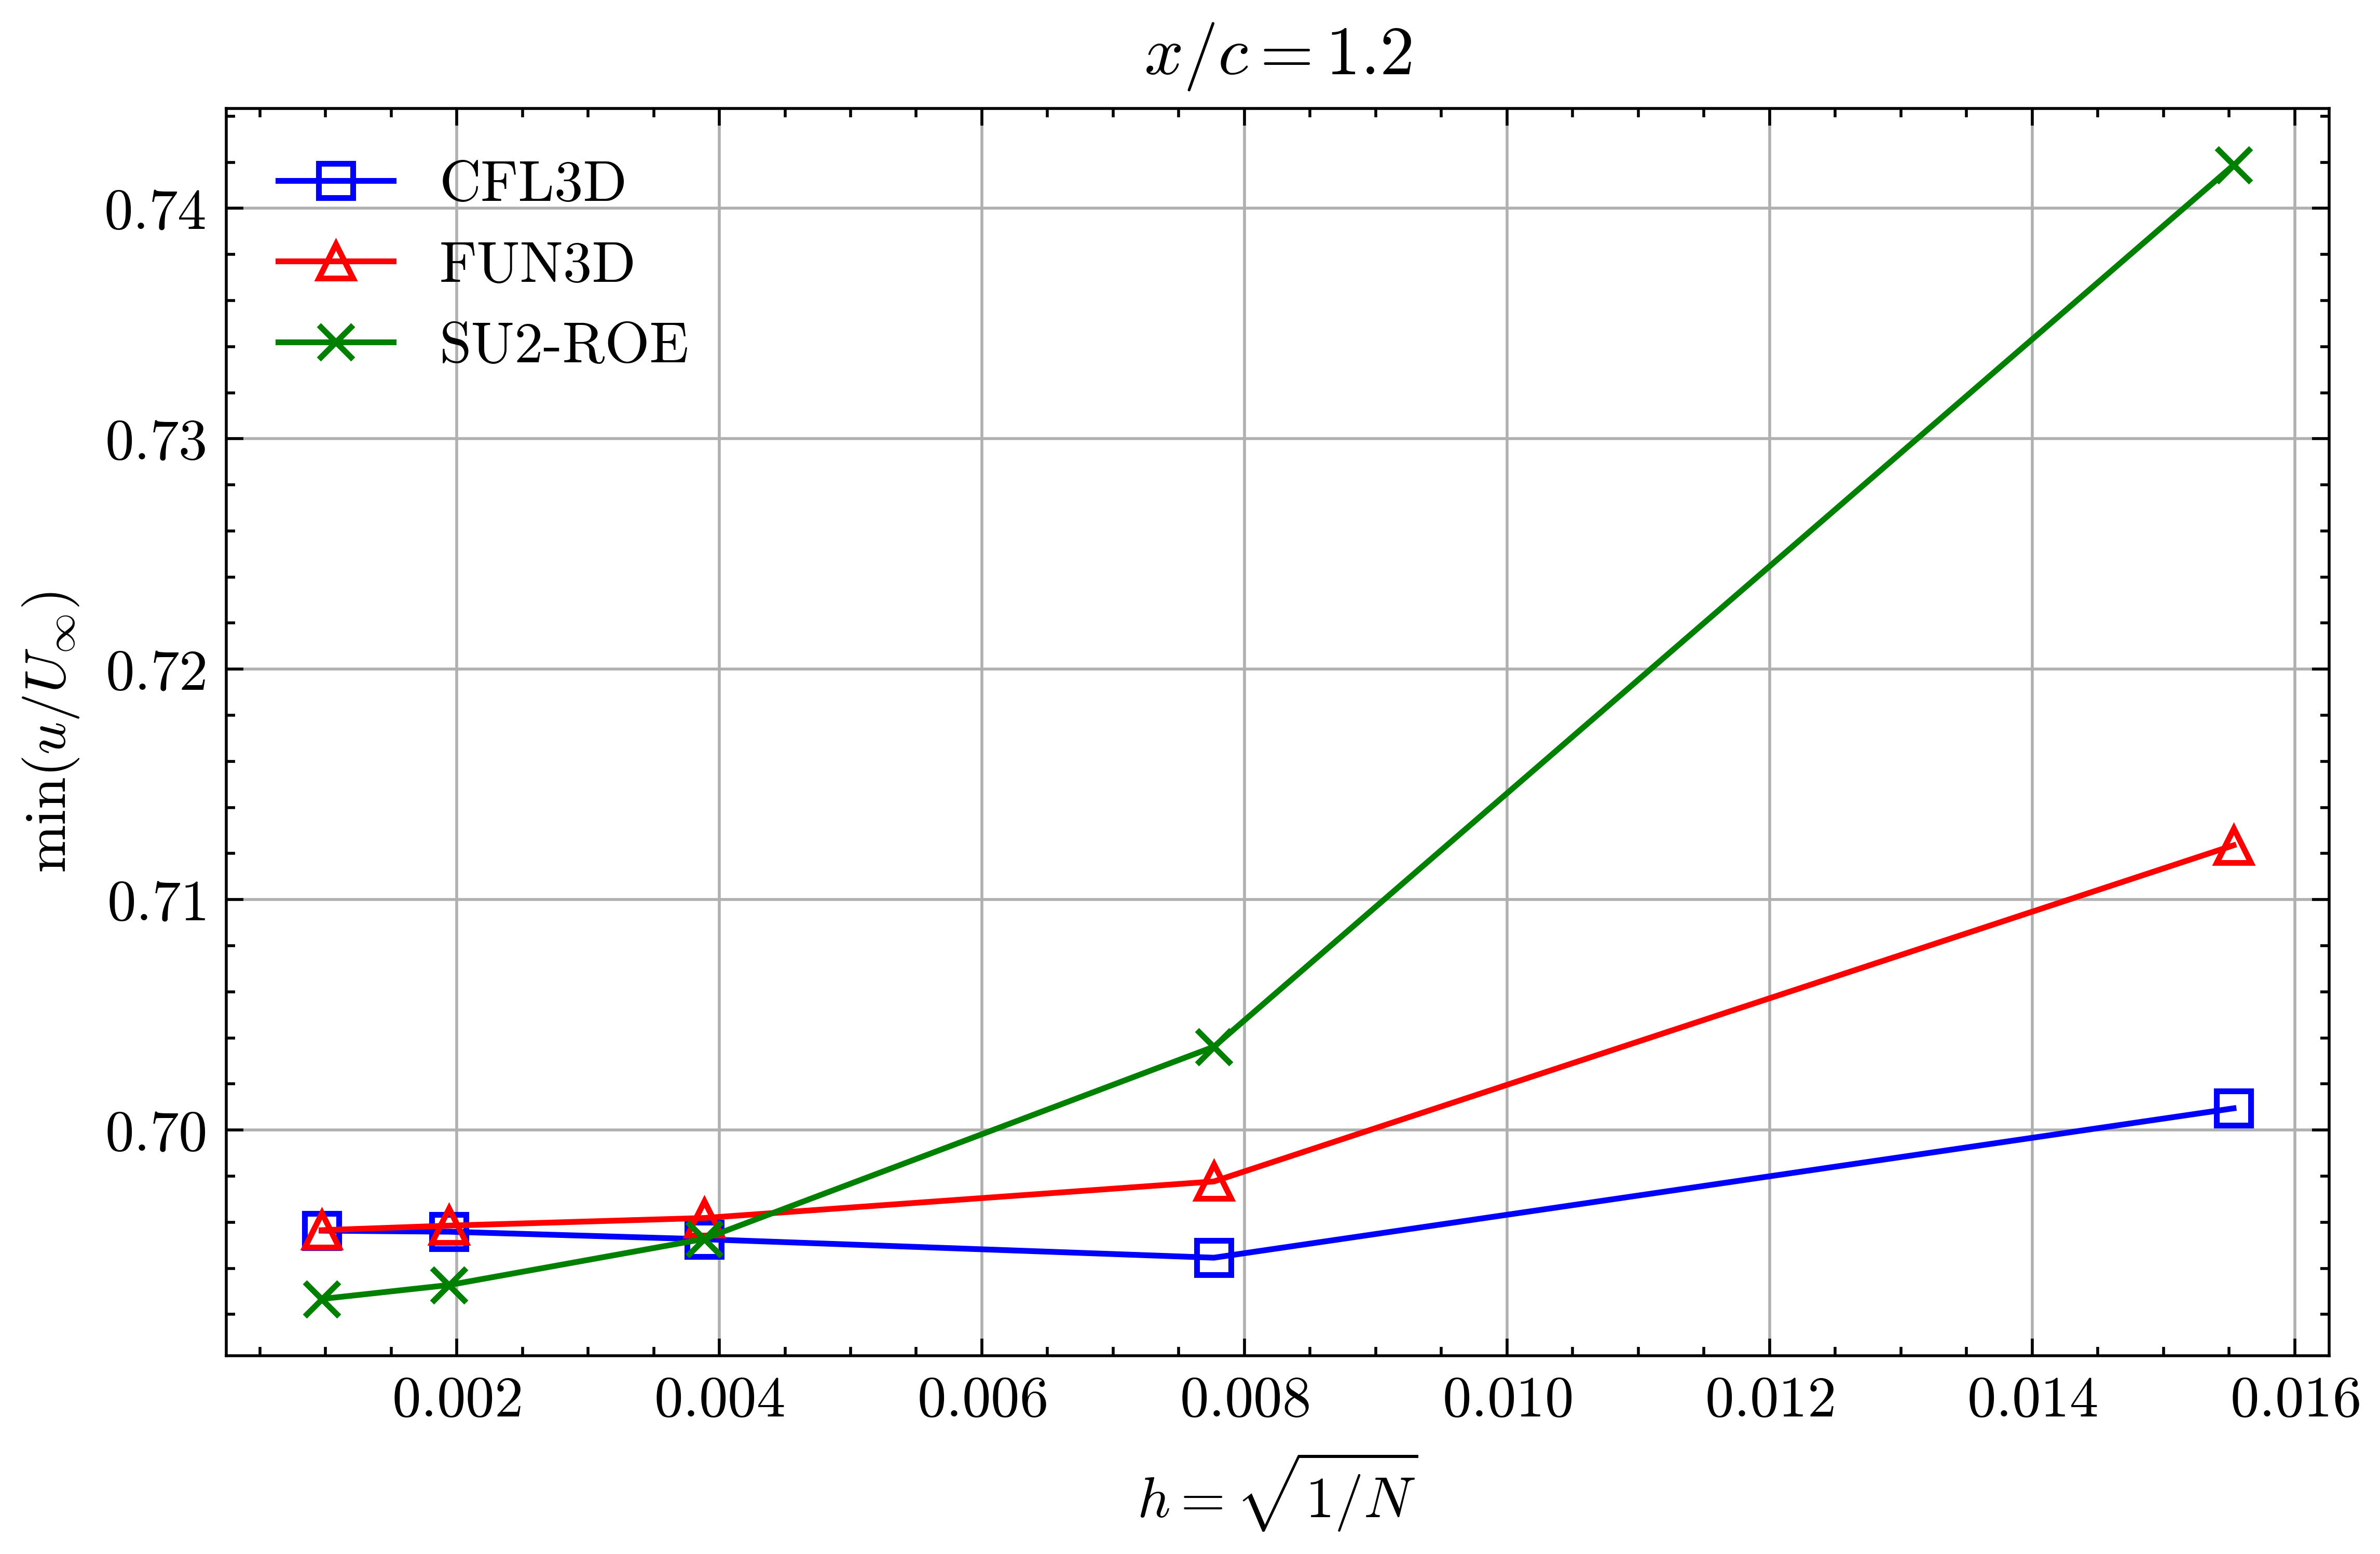 x/c = 1.2
CFL3D
FUN3D
SU2-ROE
0.74
0.73
0.72
0.71
0.70
min(u/U∞)
0.002 0.004 0.006 0.008 0.010 0.012 0.014 0.016
h = √1/N